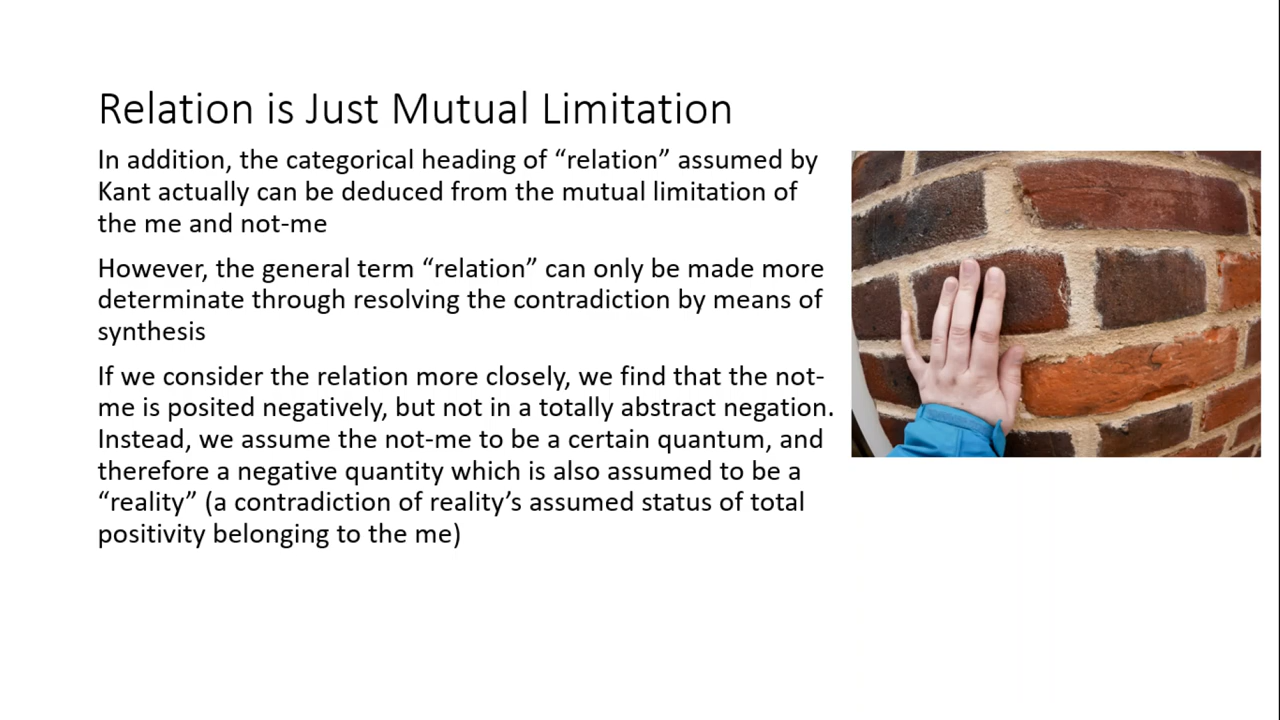 Relation is Just Mutual Limitation
In addition, the categorical heading of “relation” assumed by
Kant actually can be deduced from the mutual limitation of
the me and not-me
However, the general term “relation” can only be made more
determinate through resolving the contradiction by means of
synthesis
If we consider the relation more closely, we find that the not-
me is posited negatively, but not in a totally abstract negation.
Instead, we assume the not-me to be a certain quantum, and
therefore a negative quantity which is also assumed to be a
“reality” (a contradiction of reality’s assumed status of total
positivity belonging to the me)